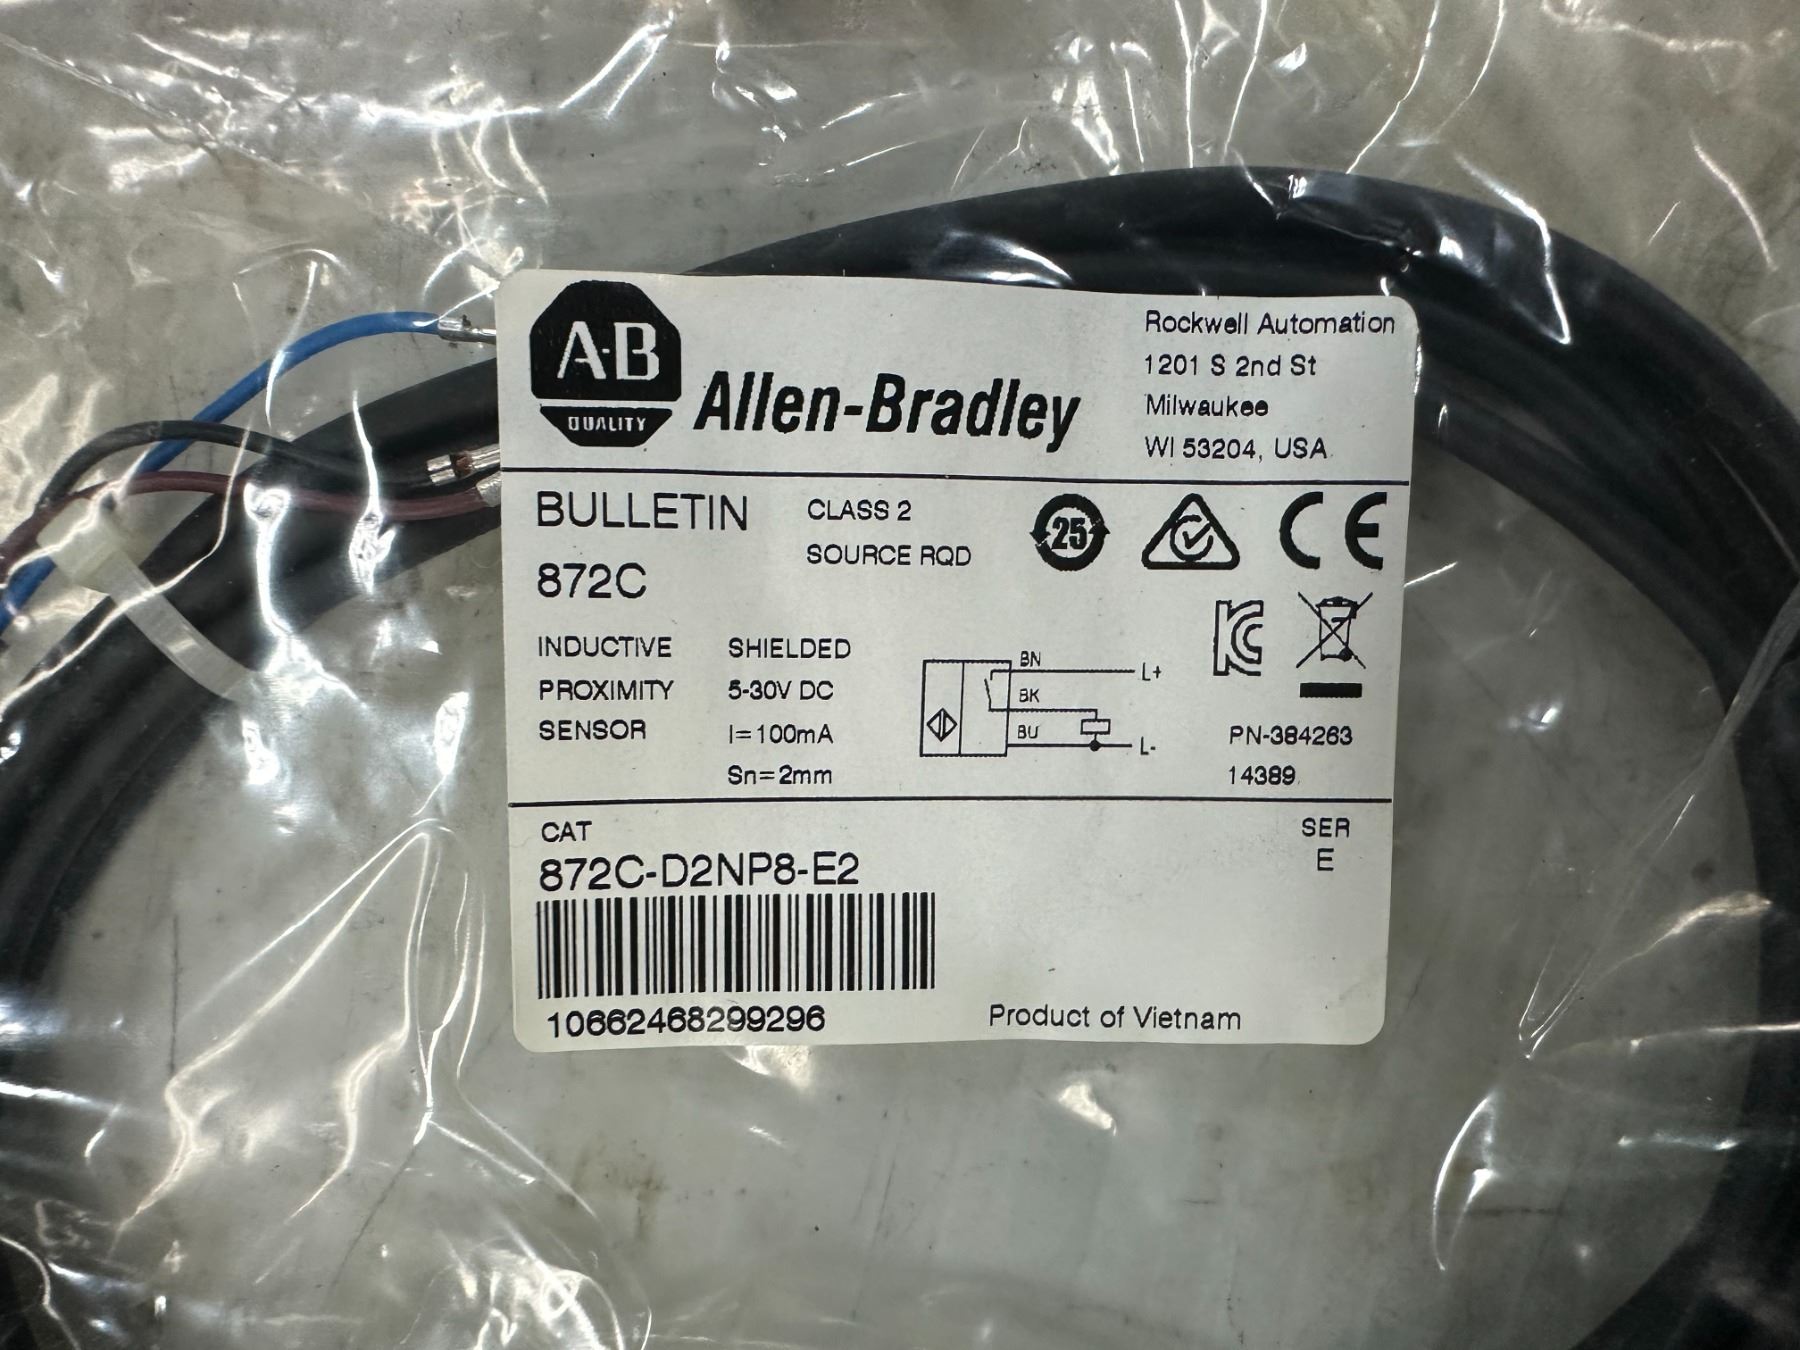 A-B
QUALITY
Allen-Bradley
Rockwell Automation
1201 S 2nd St
Milwaukee
WI 53204, USA
BULLETIN
872C
CLASS 2
SOURCE RQD
25
CE
KC
INDUCTIVE
PROXIMITY
SENSOR
SHIELDED
5-30V DC
I=100mA
Sn=2mm
BN
L+
BK
BU
L-
PN-384263
14389
CAT
872C-D2NP8-E2
SER
E
10662468299296
Product of Vietnam